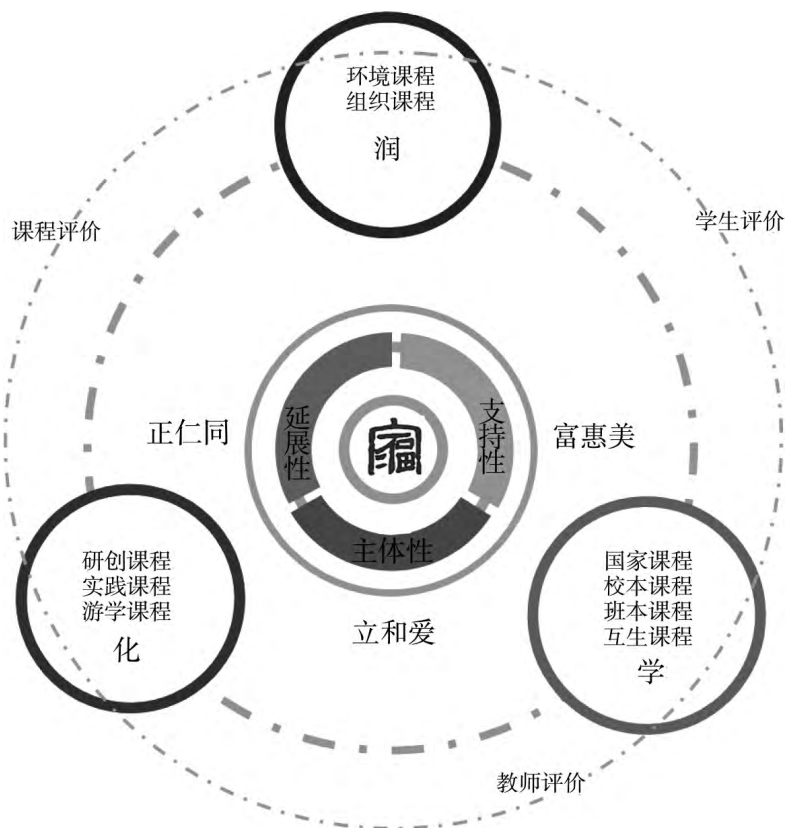 环境课程
组织课程
润
课程评价
学生评价
延展性
支持性
正仁同
富惠美
主体性
研创课程
实践课程
游学课程
化
国家课程
校本课程
班本课程
互生课程
学
立和爱
教师评价